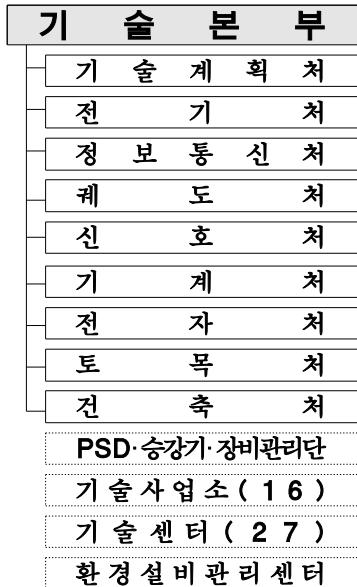 기 술 본 부
기 술 계 획 처
전 기 처
정 보 통 신 처
궤 도 처
신 호 처
기 계 처
전 자 처
토 목 처
건 축 처
PSD·승강기·장비관리단
기 술 사 업 소 ( 1 6 )
기 술 센 터 ( 2 7 )
환 경 설 비 관 리 센 터